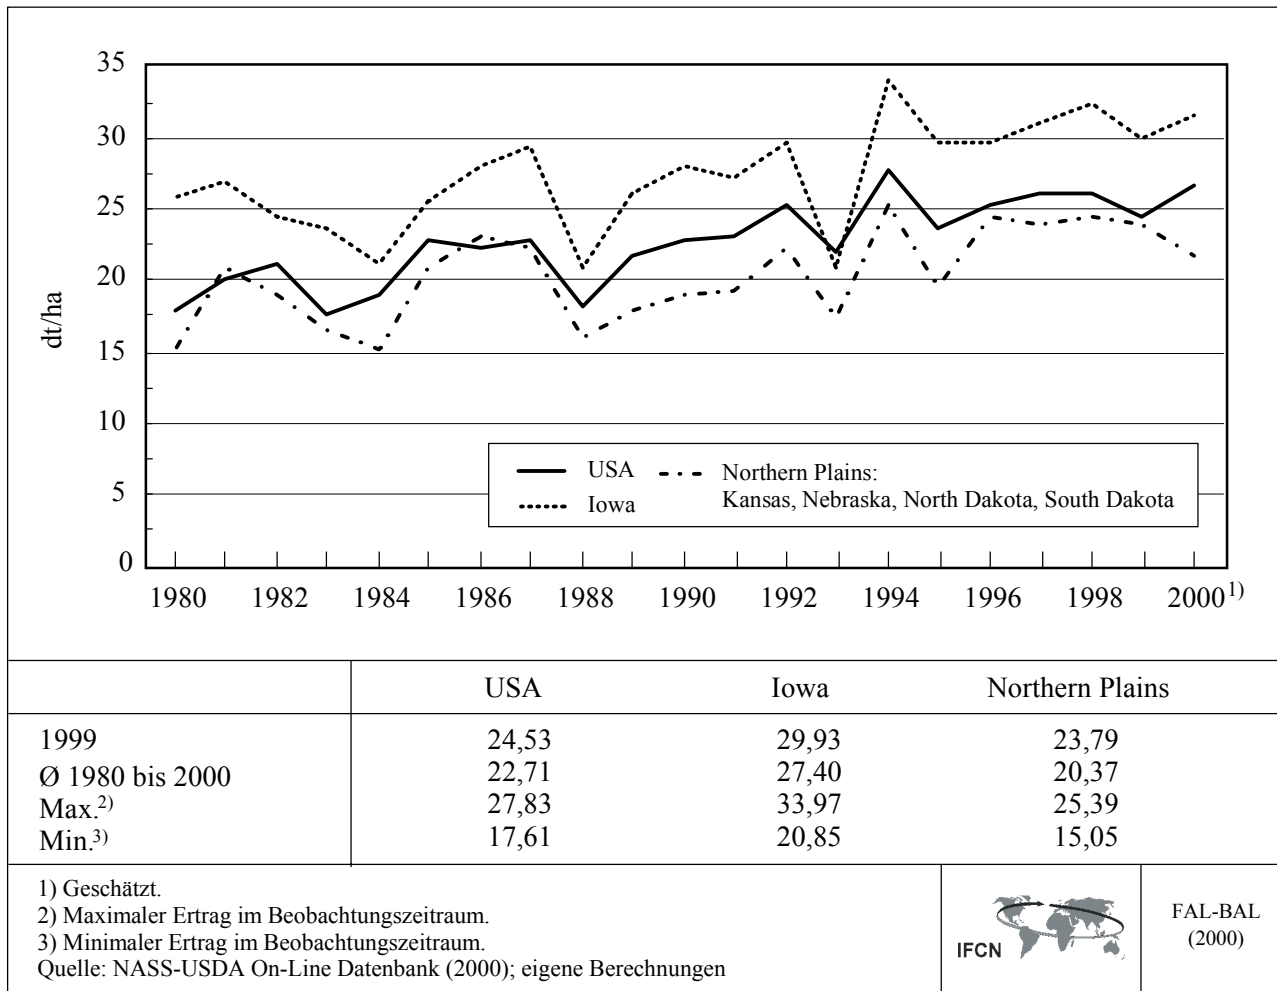 35
30
25
20
15
10
5
0
dt/ha
USA
Iowa
Northern Plains:
Kansas, Nebraska, North Dakota, South Dakota
1980 1982 1984 1986 1988 1990 1992 1994 1996 1998 2000 1)
USA Iowa Northern Plains
1999 24,53 29,93 23,79
Ø 1980 bis 2000 22,71 27,40 20,37
Max.2) 27,83 33,97 25,39
Min.3) 17,61 20,85 15,05
1) Geschätzt.
2) Maximaler Ertrag im Beobachtungszeitraum.
3) Minimaler Ertrag im Beobachtungszeitraum.
Quelle: NASS-USDA On-Line Datenbank (2000); eigene Berechnungen
IFCN
FAL-BAL
(2000)